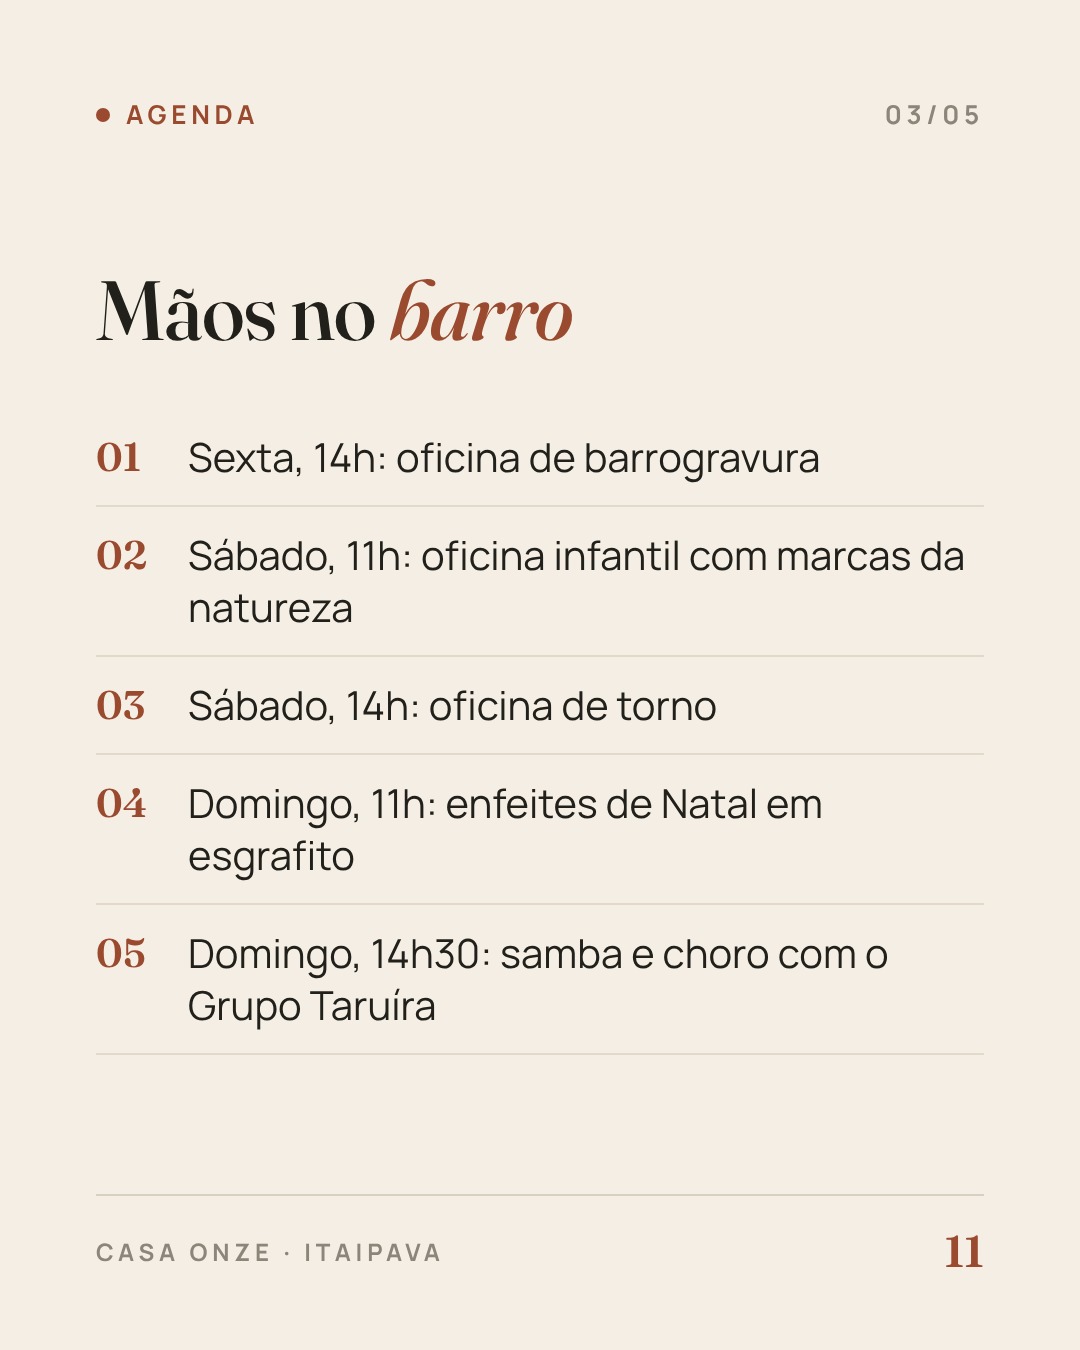 AGENDA
03/05
Mãos no barro
01 Sexta, 14h: oficina de barrogravura
02 Sábado, 11h: oficina infantil com marcas da
natureza
03 Sábado, 14h: oficina de torno
04 Domingo, 11h: enfeites de Natal em
esgrafito
05 Domingo, 14h30: samba e choro com o
Grupo Taruíra
CASA ONZE · ITAIPAVA
11